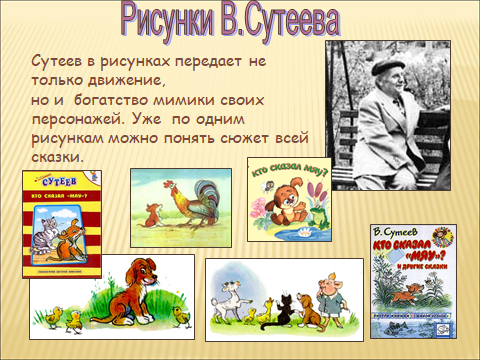 Рисунки В.Сутеева
Сутеев в рисунках передает не
только движение,
но и богатство мимики своих
персонажей. Уже по одним
рисункам можно понять сюжет всей
сказки.
КТО СКАЗАЛ МЯУ?
СУТЕЕВ
КТО СКАЗАЛ «МЯУ»?
В. Сутеев
КТО СКАЗАЛ
«МЯУ»?
И ДРУГИЕ СКАЗКИ